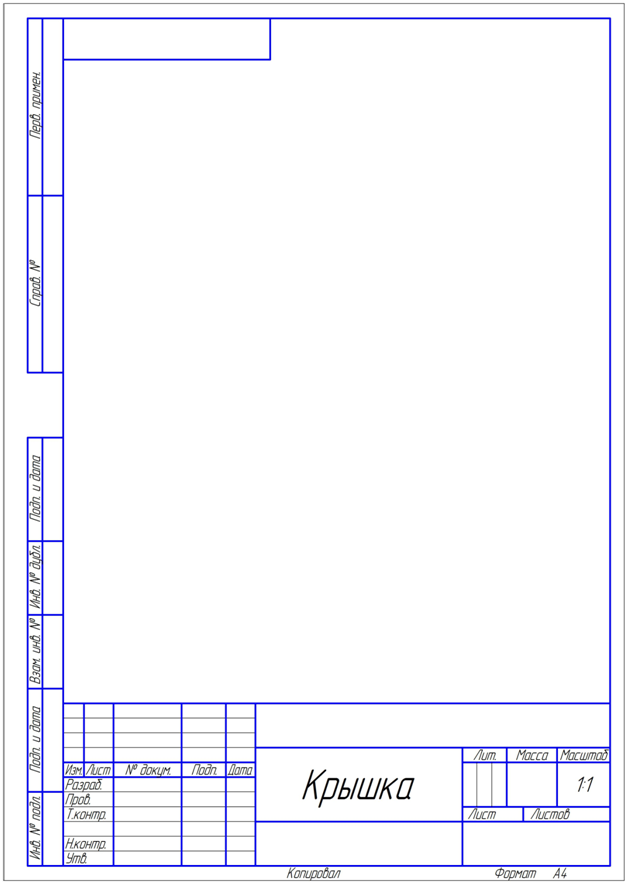 Перв. примен.
Справ. №
Подп. и дата
Инв. № дубл.
Взам. инв. №
Подп. и дата
Инв. № подл.
Изм. Лист № докум. Подп. Дата
Разраб.
Пров.
Т.контр.
Н.контр.
Утв.
Крышка
Лит. Масса Масштаб
1:1
Лист Листов
Копировал Формат А4